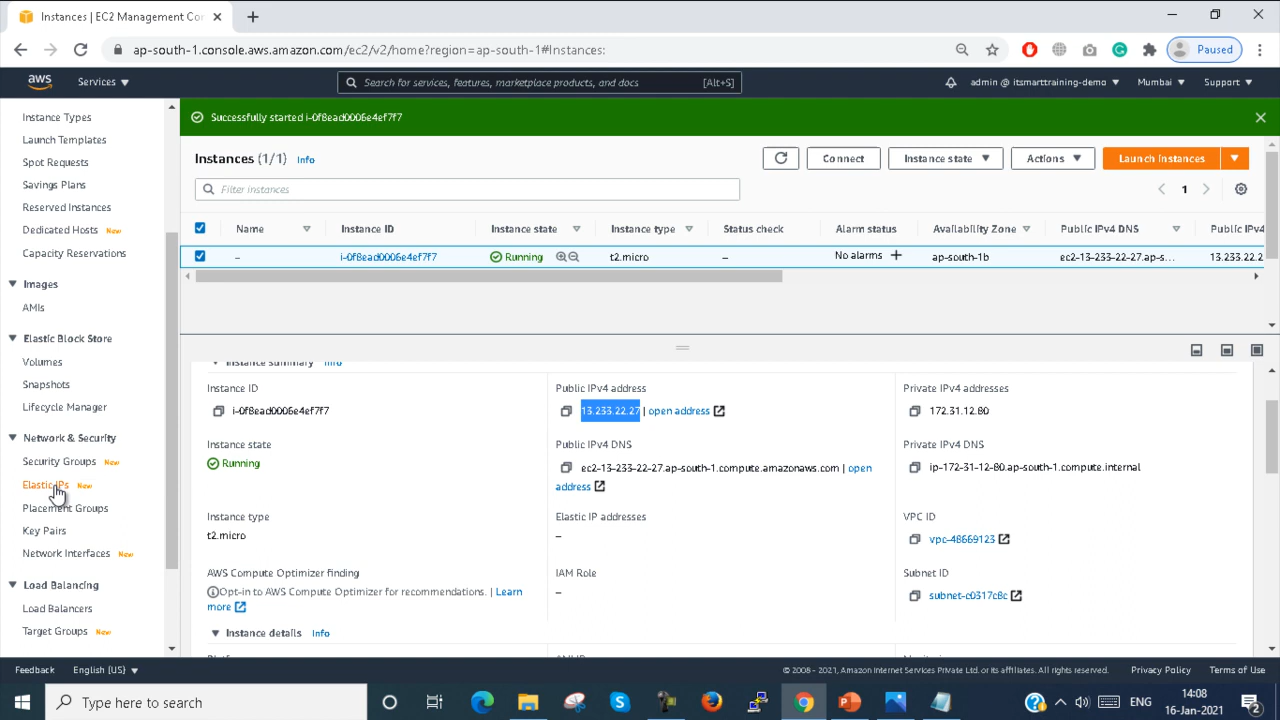 Instances | EC2 Management Con
ap-south-1.console.aws.amazon.com/ec2/v2/home?region=ap-south-1#Instances:
Paused
aws
Services
Search for services, features, marketplace products, and docs
[Alt+S]
admin @ itsmarttraining-demo
Mumbai
Support
Instance Types
Launch Templates
Spot Requests
Savings Plans
Reserved Instances
Dedicated Hosts New
Capacity Reservations
Images
AMIs
Elastic Block Store
Volumes
Snapshots
Lifecycle Manager
Network & Security
Security Groups New
Elastic IPs New
Placement Groups
Key Pairs
Network Interfaces New
Load Balancing
Load Balancers
Target Groups New
Successfully started i-0f8ead0006e4ef7f7
Instances (1/1) Info
Connect
Instance state
Actions
Launch instances
Filter instances
1
Name
Instance ID
Instance state
Instance type
Status check
Alarm status
Availability Zone
Public IPv4 DNS
Public IPv4
–
i-0f8ead0006e4ef7f7
Running
t2.micro
–
No alarms
ap-south-1b
ec2-13-233-22-27.ap-s...
13.233.22.2
Instance summary Info
Instance ID
i-0f8ead0006e4ef7f7
Public IPv4 address
13.233.22.27 | open address
Private IPv4 addresses
172.31.12.80
Instance state
Running
Public IPv4 DNS
ec2-13-233-22-27.ap-south-1.compute.amazonaws.com | open
address
Private IPv4 DNS
ip-172-31-12-80.ap-south-1.compute.internal
Instance type
t2.micro
Elastic IP addresses
–
VPC ID
vpc-48669123
AWS Compute Optimizer finding
Opt-in to AWS Compute Optimizer for recommendations. | Learn
more
IAM Role
–
Subnet ID
subnet-c0317c8c
Instance details Info
Feedback
English (US)
© 2008 - 2021, Amazon Internet Services Private Ltd. or its affiliates. All rights reserved.
Privacy Policy
Terms of Use
Type here to search
ENG
14:08
16-Jan-2021
2